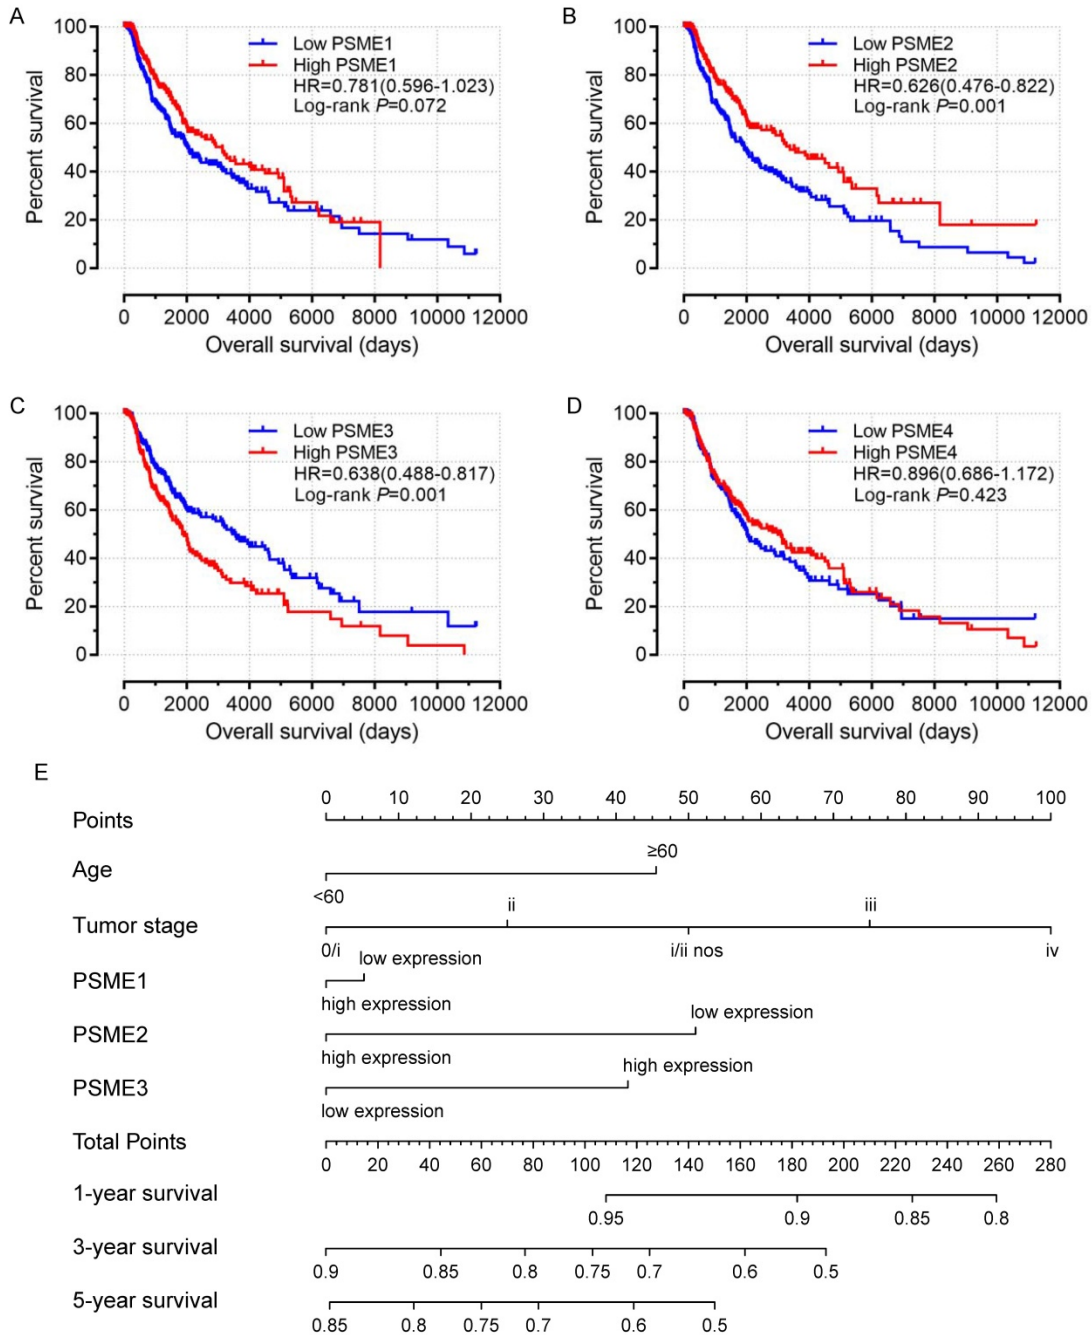 A
Percent survival
100
80
60
40
20
0
Low PSME1
High PSME1
HR=0.781(0.596-1.023)
Log-rank P=0.072
0 2000 4000 6000 8000 10000 12000
Overall survival (days)
B
Percent survival
100
80
60
40
20
0
Low PSME2
High PSME2
HR=0.626(0.476-0.822)
Log-rank P=0.001
0 2000 4000 6000 8000 10000 12000
Overall survival (days)
C
Percent survival
100
80
60
40
20
0
Low PSME3
High PSME3
HR=0.638(0.488-0.817)
Log-rank P=0.001
0 2000 4000 6000 8000 10000 12000
Overall survival (days)
D
Percent survival
100
80
60
40
20
0
Low PSME4
High PSME4
HR=0.896(0.686-1.172)
Log-rank P=0.423
0 2000 4000 6000 8000 10000 12000
Overall survival (days)
E
0 10 20 30 40 50 60 70 80 90 100
Points
≥60
Age
<60
ii iii
Tumor stage
0/i i/ii nos iv
low expression
PSME1
high expression
low expression
PSME2
high expression
high expression
PSME3
low expression
Total Points
0 20 40 60 80 100 120 140 160 180 200 220 240 260 280
1-year survival
0.95 0.9 0.85 0.8
3-year survival
0.9 0.85 0.8 0.75 0.7 0.6 0.5
5-year survival
0.85 0.8 0.75 0.7 0.6 0.5